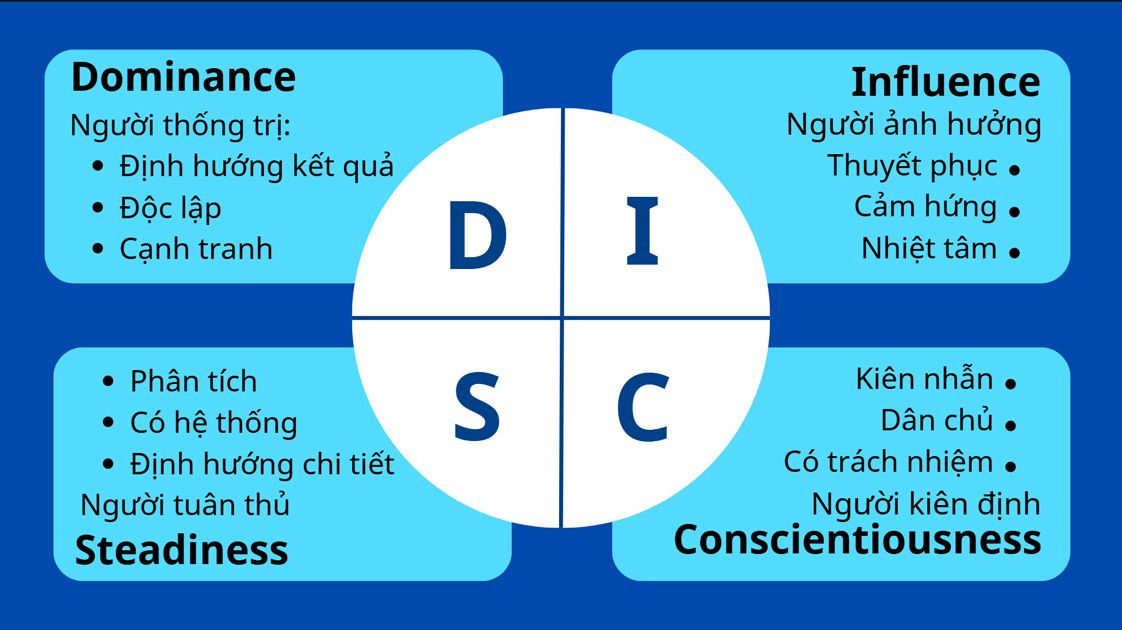 Dominance
Người thống trị:
• Định hướng kết quả
• Độc lập
• Cạnh tranh
Influence
Người ảnh hưởng
Thuyết phục •
Cảm hứng •
Nhiệt tâm •
D
I
S
C
• Phân tích
• Có hệ thống
• Định hướng chi tiết
Người tuân thủ
Steadiness
Kiên nhẫn •
Dân chủ •
Có trách nhiệm •
Người kiên định
Conscientiousness